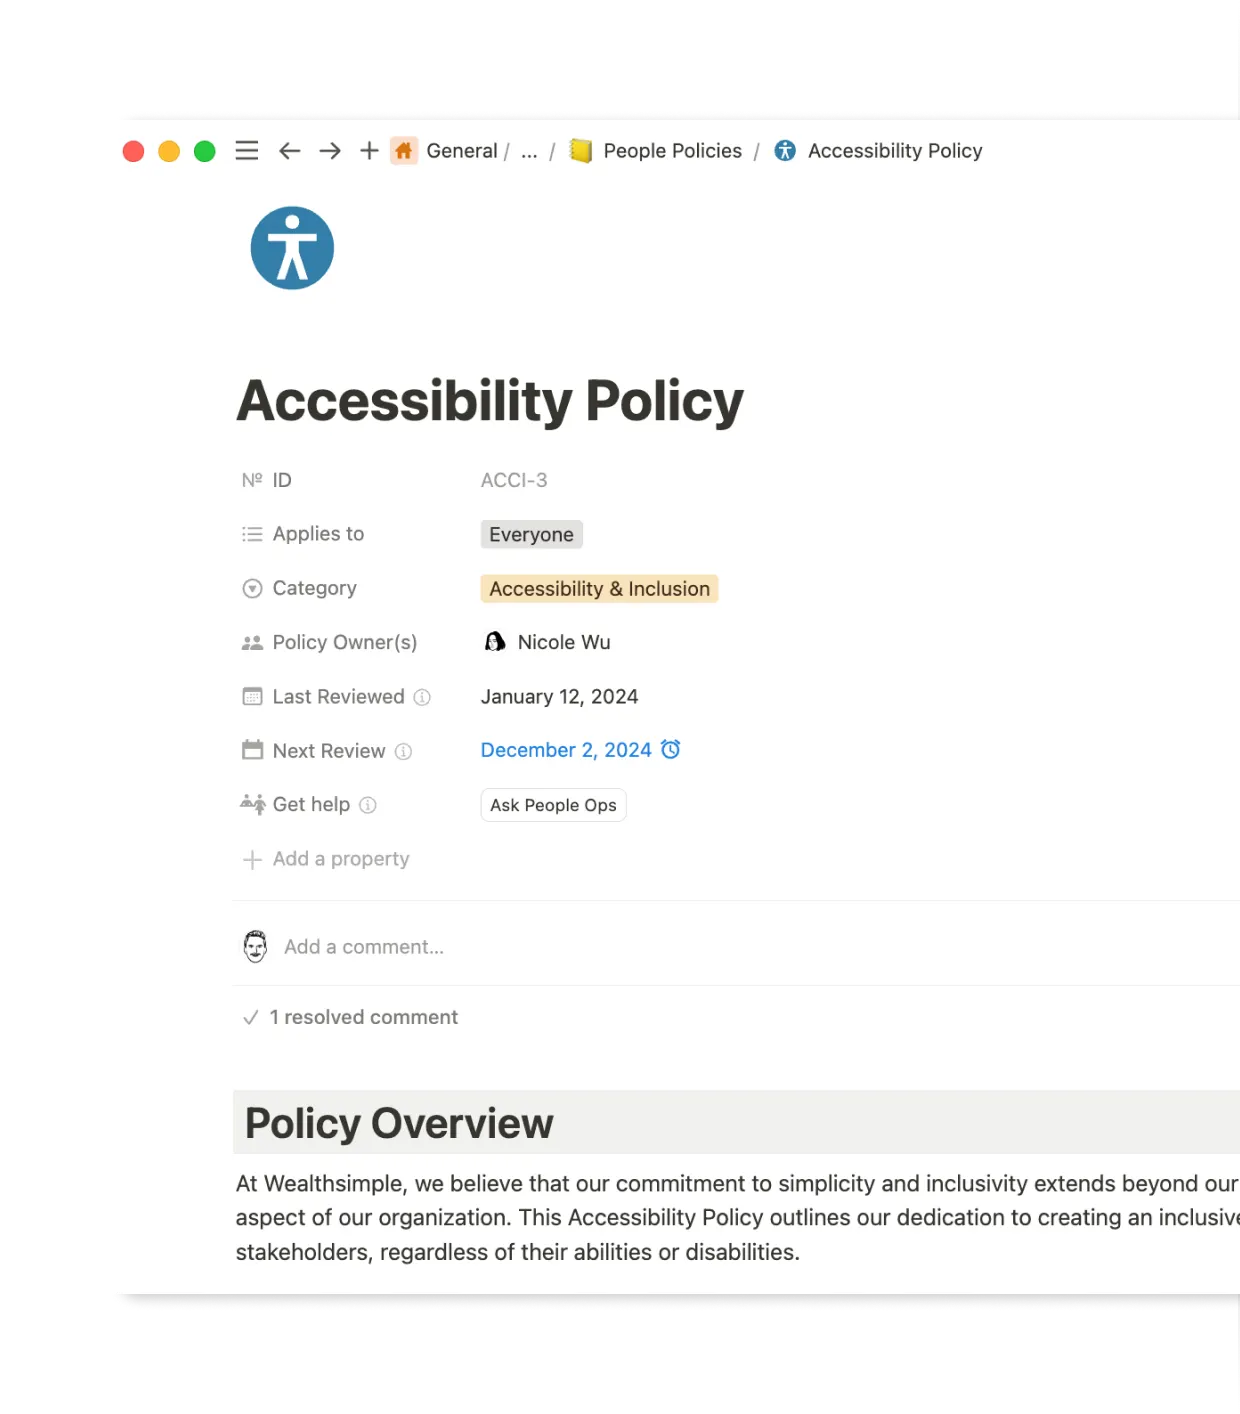 General / ... / People Policies / Accessibility Policy
Accessibility Policy
Nº ID ACCI-3
Applies to Everyone
Category Accessibility & Inclusion
Policy Owner(s) Nicole Wu
Last Reviewed January 12, 2024
Next Review December 2, 2024
Get help Ask People Ops
Add a property
Add a comment...
1 resolved comment
Policy Overview
At Wealthsimple, we believe that our commitment to simplicity and inclusivity extends beyond our
aspect of our organization. This Accessibility Policy outlines our dedication to creating an inclusive
stakeholders, regardless of their abilities or disabilities.